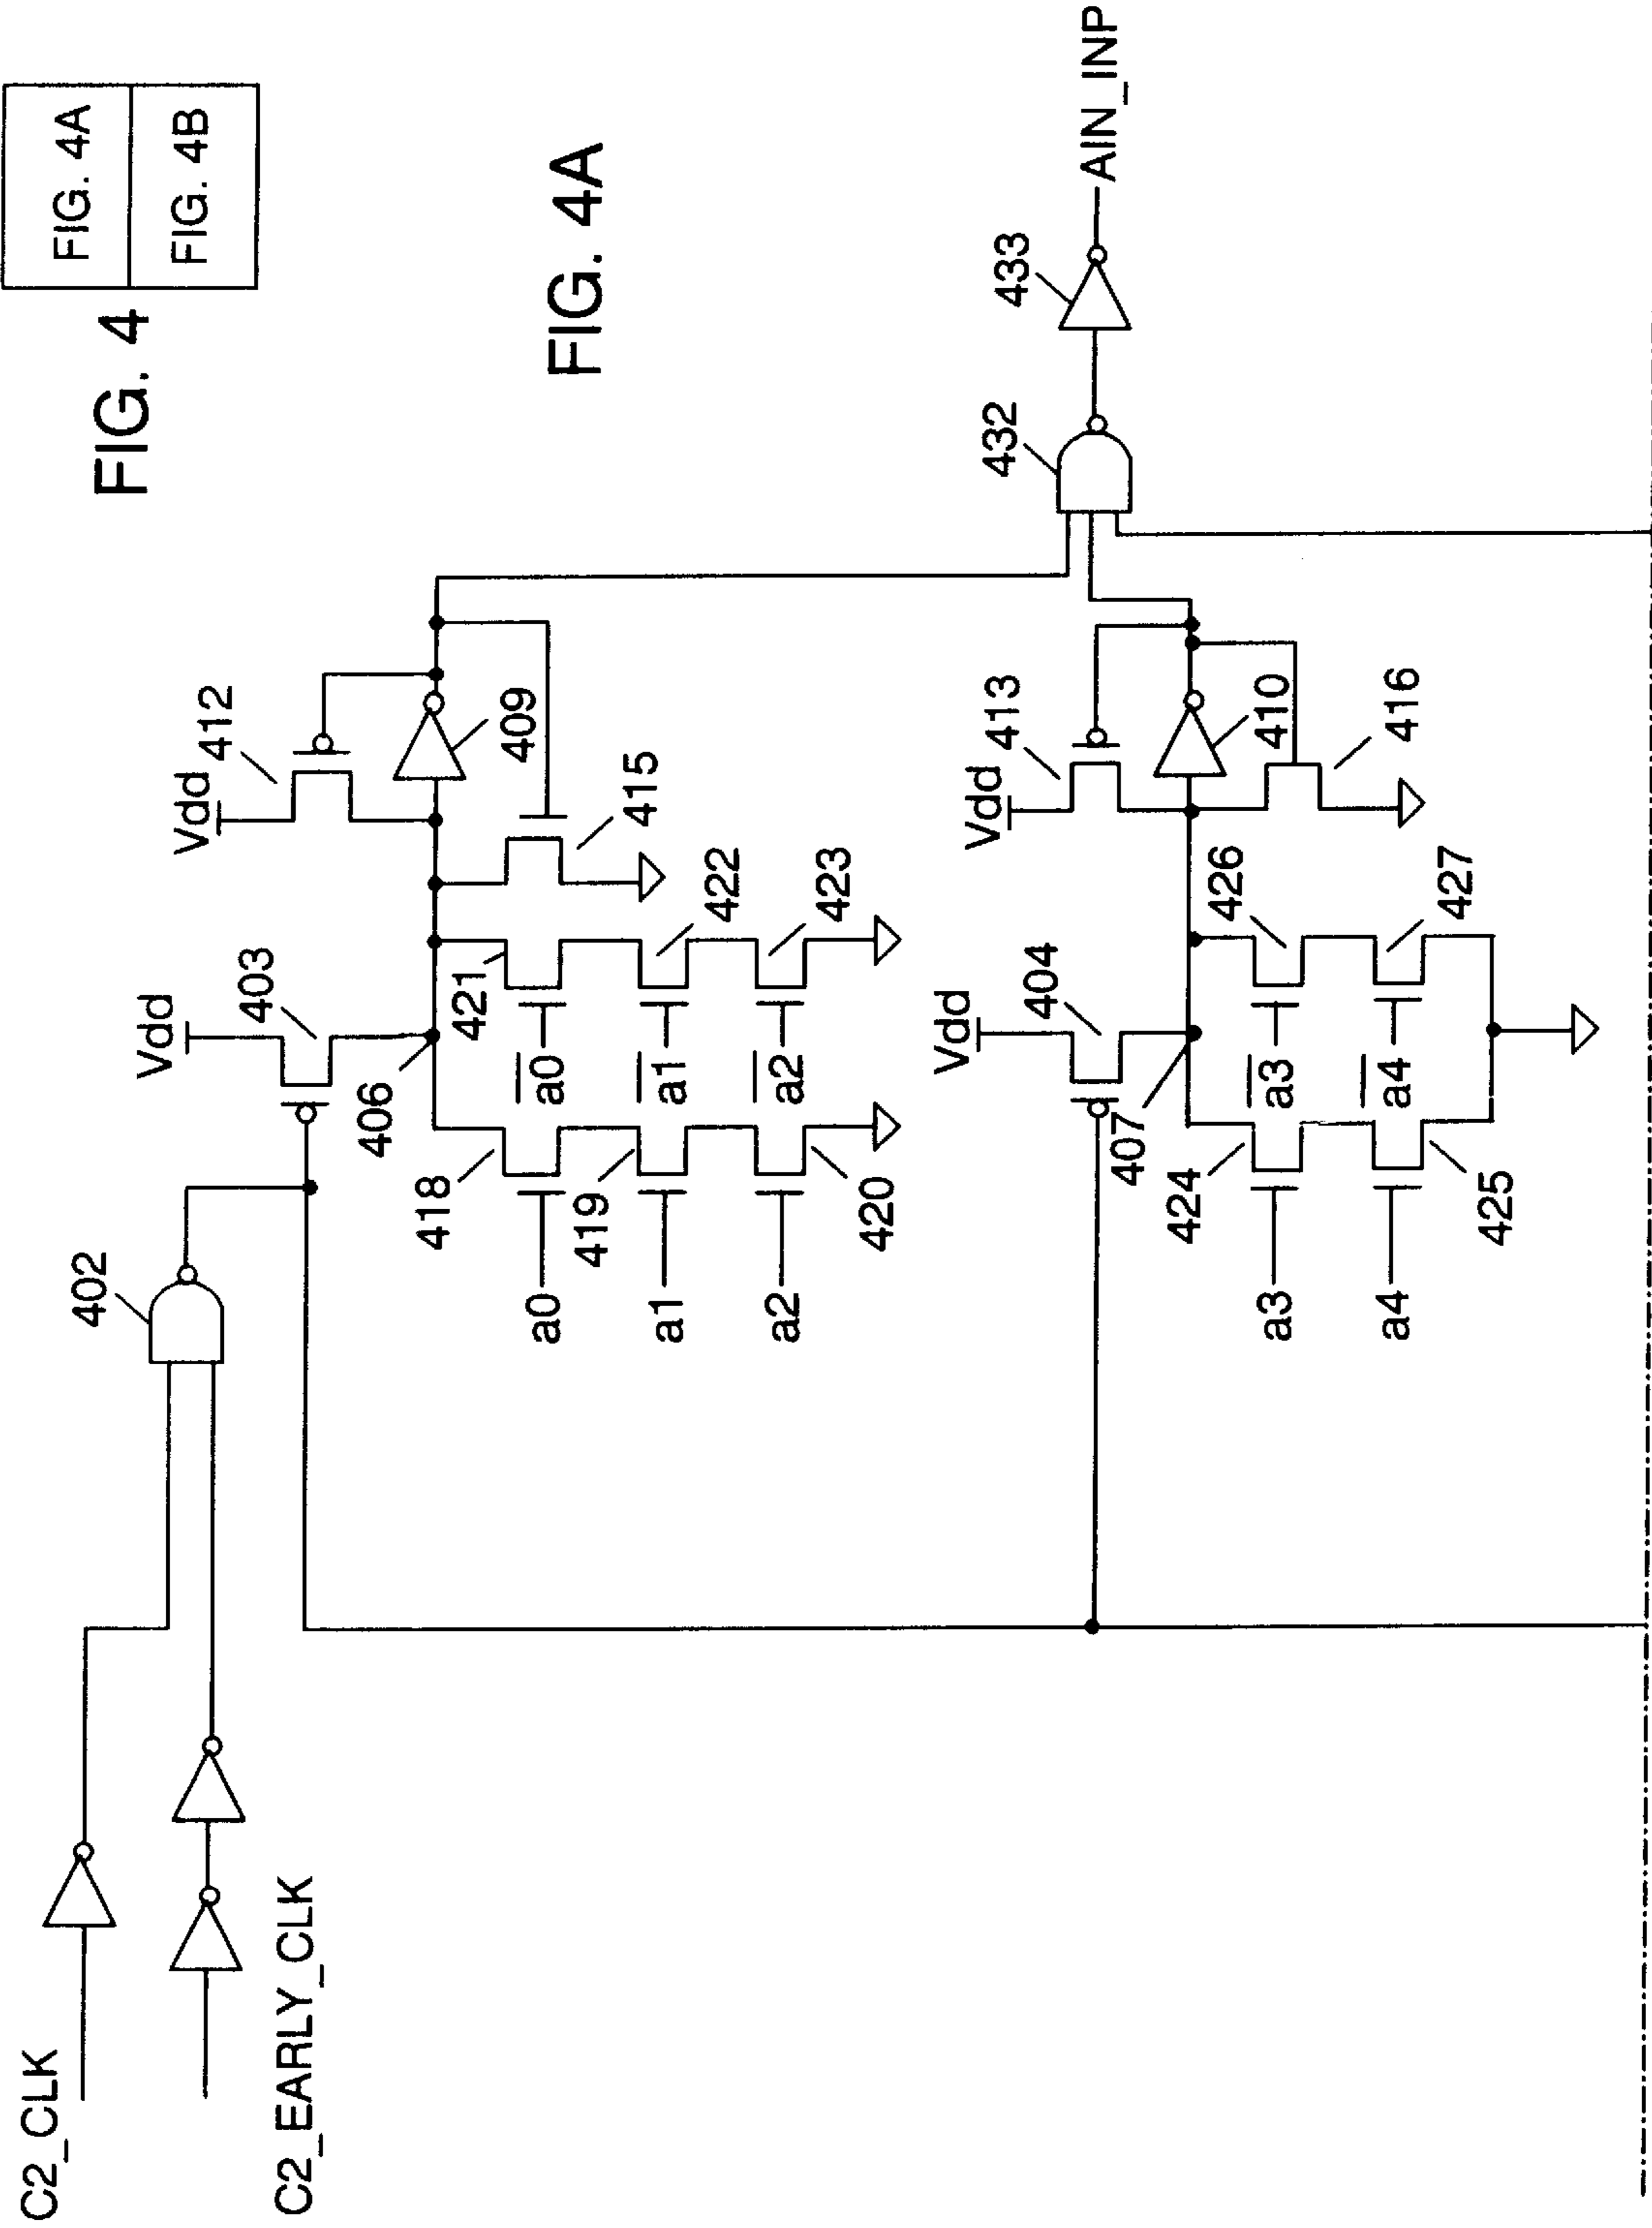 FIG. 4
FIG. 4A
FIG. 4B
FIG. 4A
C2_CLK
C2_EARLY_CLK
402
Vdd
403
406
Vdd
412
409
415
418
419
420
421
422
423
a0
a1
a2
a0
a1
a2
Vdd
404
407
Vdd
413
410
416
424
425
426
427
a3
a4
a3
a4
432
433
AIN_INP